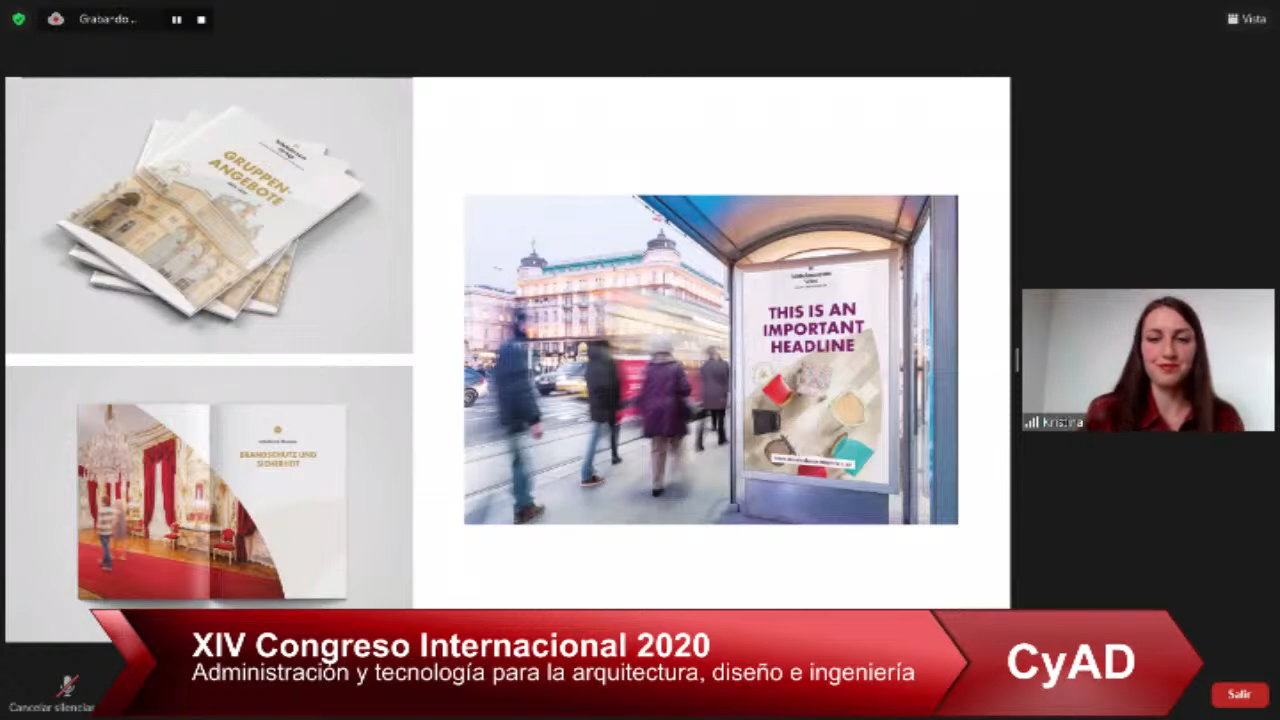 Grabando...
Vista
GRUPPEN-
ANGEBOTE
BRANDSCHUTZ UND
SICHERHEIT
THIS IS AN
IMPORTANT
HEADLINE
Kristina
XIV Congreso Internacional 2020
Administración y tecnología para la arquitectura, diseño e ingeniería
CyAD
Cancelar silenciar
Salir